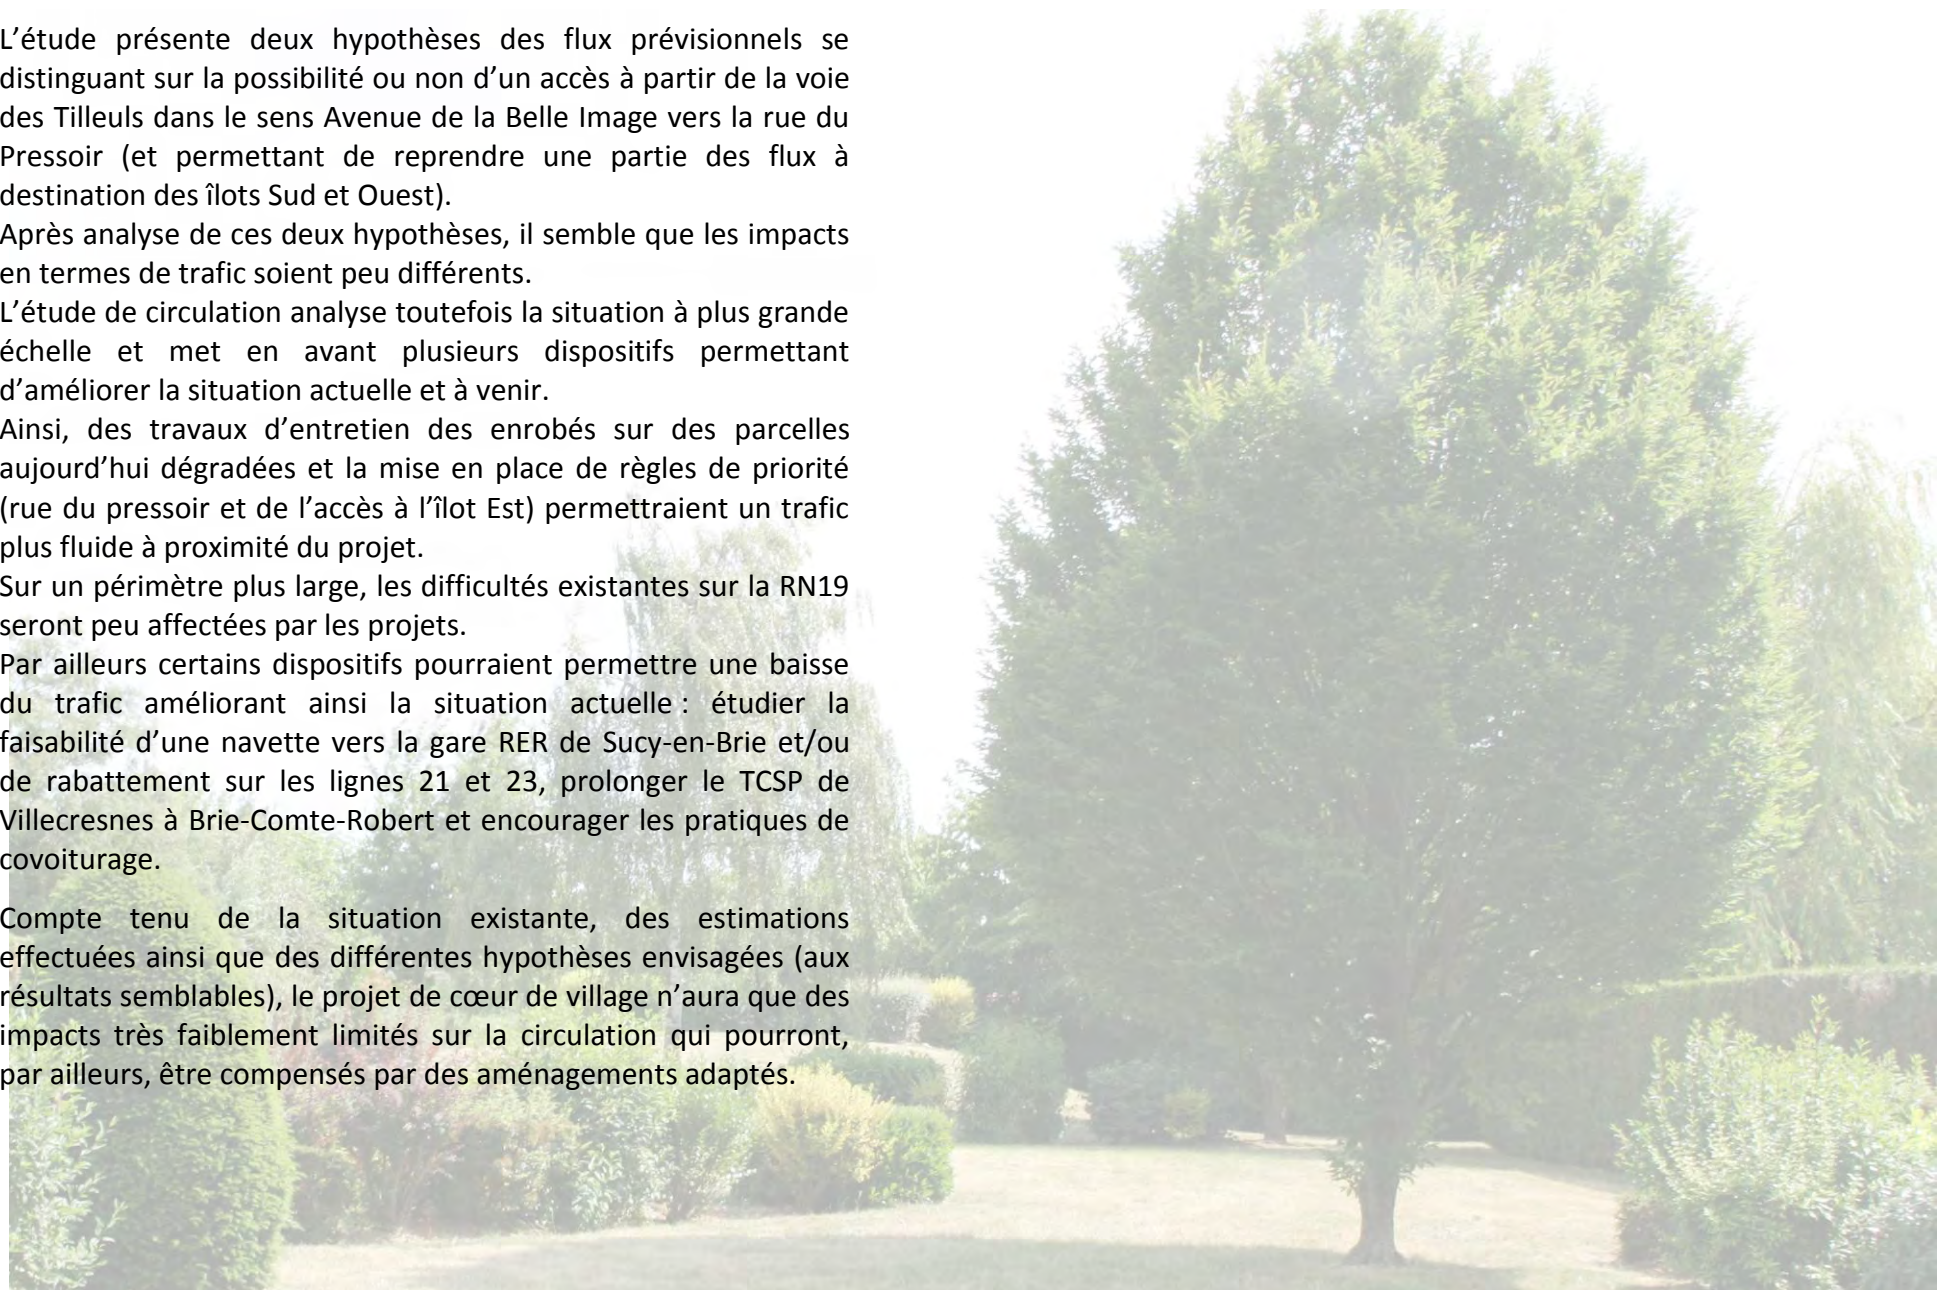 L’étude présente deux hypothèses des flux prévisionnels se
distinguant sur la possibilité ou non d’un accès à partir de la voie
des Tilleuls dans le sens Avenue de la Belle Image vers la rue du
Pressoir (et permettant de reprendre une partie des flux à
destination des îlots Sud et Ouest).
Après analyse de ces deux hypothèses, il semble que les impacts
en termes de trafic soient peu différents.
L’étude de circulation analyse toutefois la situation à plus grande
échelle et met en avant plusieurs dispositifs permettant
d’améliorer la situation actuelle et à venir.
Ainsi, des travaux d’entretien des enrobés sur des parcelles
aujourd’hui dégradées et la mise en place de règles de priorité
(rue du pressoir et de l’accès à l’îlot Est) permettraient un trafic
plus fluide à proximité du projet.
Sur un périmètre plus large, les difficultés existantes sur la RN19
seront peu affectées par les projets.
Par ailleurs certains dispositifs pourraient permettre une baisse
du trafic améliorant ainsi la situation actuelle : étudier la
faisabilité d’une navette vers la gare RER de Sucy-en-Brie et/ou
de rabattement sur les lignes 21 et 23, prolonger le TCSP de
Villecresnes à Brie-Comte-Robert et encourager les pratiques de
covoiturage.
Compte tenu de la situation existante, des estimations
effectuées ainsi que des différentes hypothèses envisagées (aux
résultats semblables), le projet de cœur de village n’aura que des
impacts très faiblement limités sur la circulation qui pourront,
par ailleurs, être compensés par des aménagements adaptés.